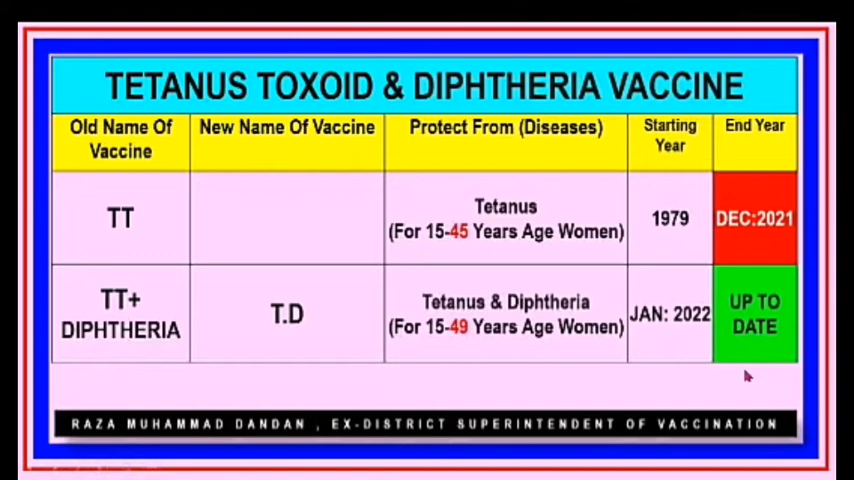 TETANUS TOXOID & DIPHTHERIA VACCINE
Old Name Of
Vaccine
New Name Of Vaccine
Protect From (Diseases)
Starting
Year
End Year
TT
Tetanus
(For 15-45 Years Age Women)
1979
DEC:2021
TT+
DIPHTHERIA
T.D
Tetanus & Diphtheria
(For 15-49 Years Age Women)
JAN: 2022
UP TO
DATE
RAZA MUHAMMAD DANDAN , EX-DISTRICT SUPERINTENDENT OF VACCINATION